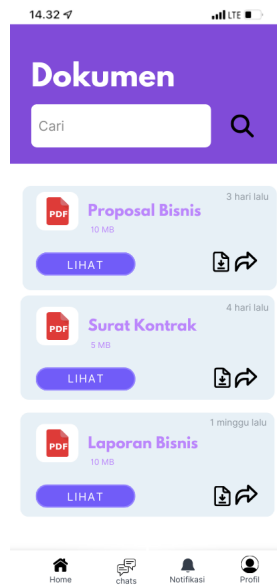 14.32 LTE
Dokumen
Cari
3 hari lalu
PDF Proposal Bisnis
10 MB
LIHAT
4 hari lalu
PDF Surat Kontrak
5 MB
LIHAT
1 minggu lalu
PDF Laporan Bisnis
10 MB
LIHAT
Home chats Notifikasi Profil